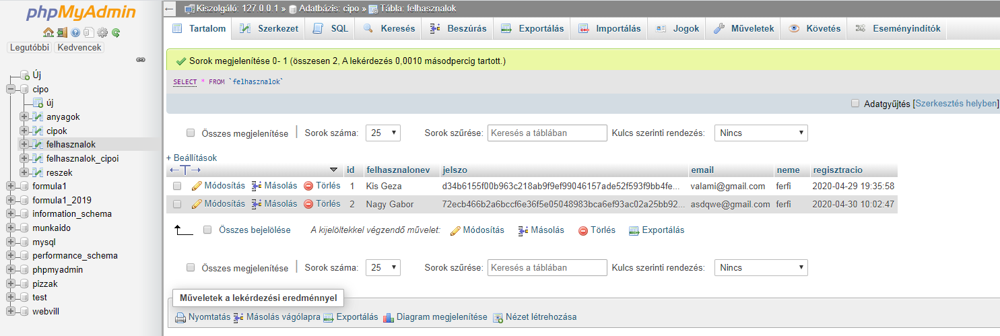 phpMyAdmin
Legutóbbi Kedvencek
Új
cipo
új
anyagok
cipok
felhasznalok
felhasznalok_cipoi
reszek
formula1
formula1_2019
information_schema
munkaido
mysql
performance_schema
phpmyadmin
pizzak
test
webvill
Kiszolgáló: 127.0.0.1 » Adatbázis: cipo » Tábla: felhasznalok
Tartalom Szerkezet SQL Keresés Beszúrás Exportálás Importálás Jogok Műveletek Követés Eseményindítók
Sorok megjelenítése 0- 1 (összesen 2, A lekérdezés 0,0010 másodpercig tartott.)
SELECT * FROM `felhasznalok`
Adatgyűjtés [Szerkesztés helyben]
Összes megjelenítése Sorok száma: 25 Sorok szűrése: Keresés a táblában Kulcs szerinti rendezés: Nincs
+ Beállítások
←T→ id felhasznalonev jelszo email neme regisztracio
Módosítás Másolás Törlés 1 Kis Geza d34b6155f00b963c218ab9f9ef99046157ade52f593f9bb4fe... valami@gmail.com ferfi 2020-04-29 19:35:58
Módosítás Másolás Törlés 2 Nagy Gabor 72ecb466b2a6bccf6e36f5e05048983bca6ef93ac02a25bb92... asdqwe@gmail.com ferfi 2020-04-30 10:02:47
Összes bejelölése A kijelöltekkel végzendő művelet: Módosítás Másolás Törlés Exportálás
Összes megjelenítése Sorok száma: 25 Sorok szűrése: Keresés a táblában Kulcs szerinti rendezés: Nincs
Műveletek a lekérdezési eredménnyel
Nyomtatás Másolás vágólapra Exportálás Diagram megjelenítése Nézet létrehozása